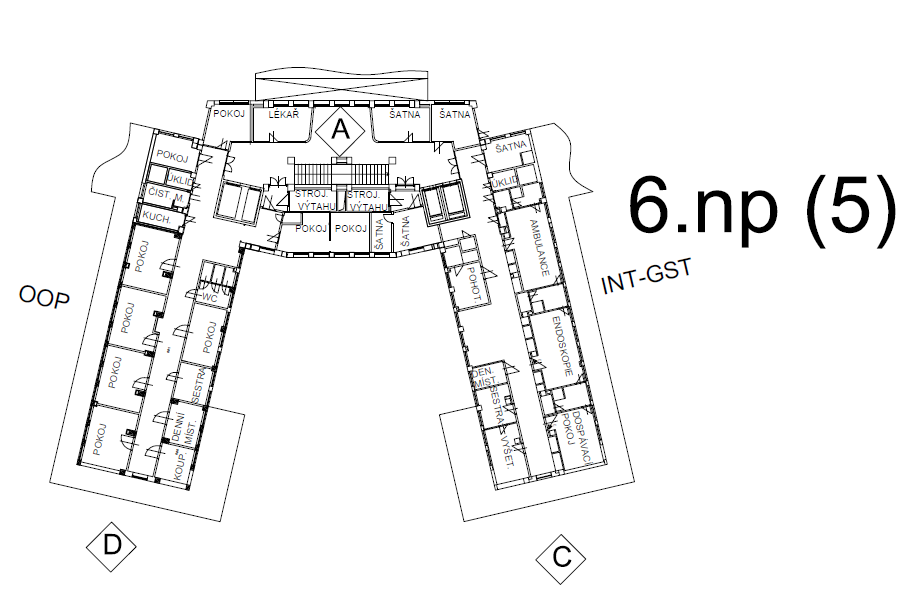 POKOJ
LÉKAŘ
ŠATNA
ŠATNA
A
POKOJ
ŠATNA
ÚKLID
ÚKLID
ČIST. M.
KUCH.
STROJ.
VÝTAHU
STROJ.
VÝTAHU
POKOJ
POKOJ
ŠATNA
ŠATNA
6.np (5)
OOP
INT-GST
POKOJ
POKOJ
POKOJ
POKOJ
WC
POKOJ
SESTRA
DENNÍ
MÍST.
KOUP.
POHOT.
AMBULANCE
ENDOSKOPIE
DEN.
MÍST.
SESTRA
VYŠET.
DOSPÁVACÍ
POKOJ
D
C